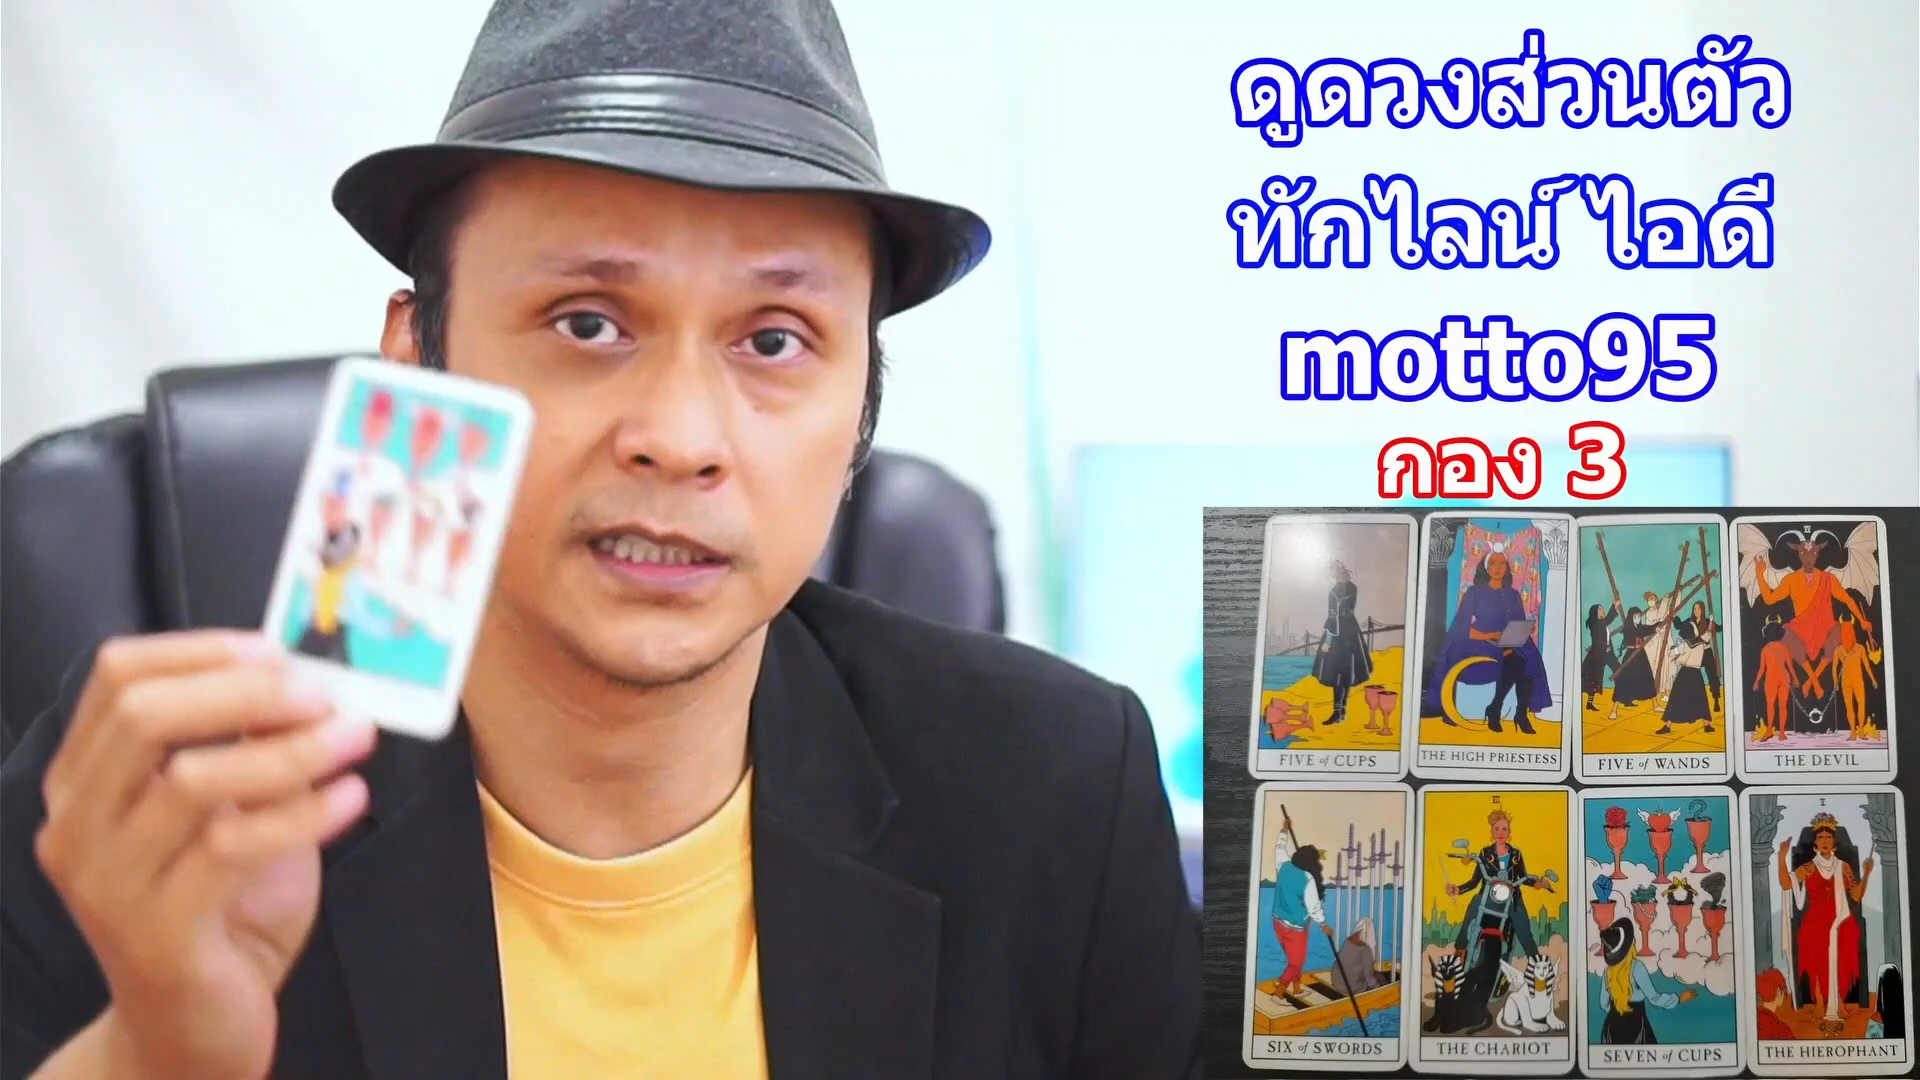 ดูดวงส่วนตัว
ทักไลน์ ไอดี
motto95
กอง 3
FIVE of CUPS
I
THE HIGH PRIESTESS
FIVE of WANDS
VI
THE DEVIL
SIX of SWORDS
III
THE CHARIOT
SEVEN of CUPS
V
THE HIEROPHANT